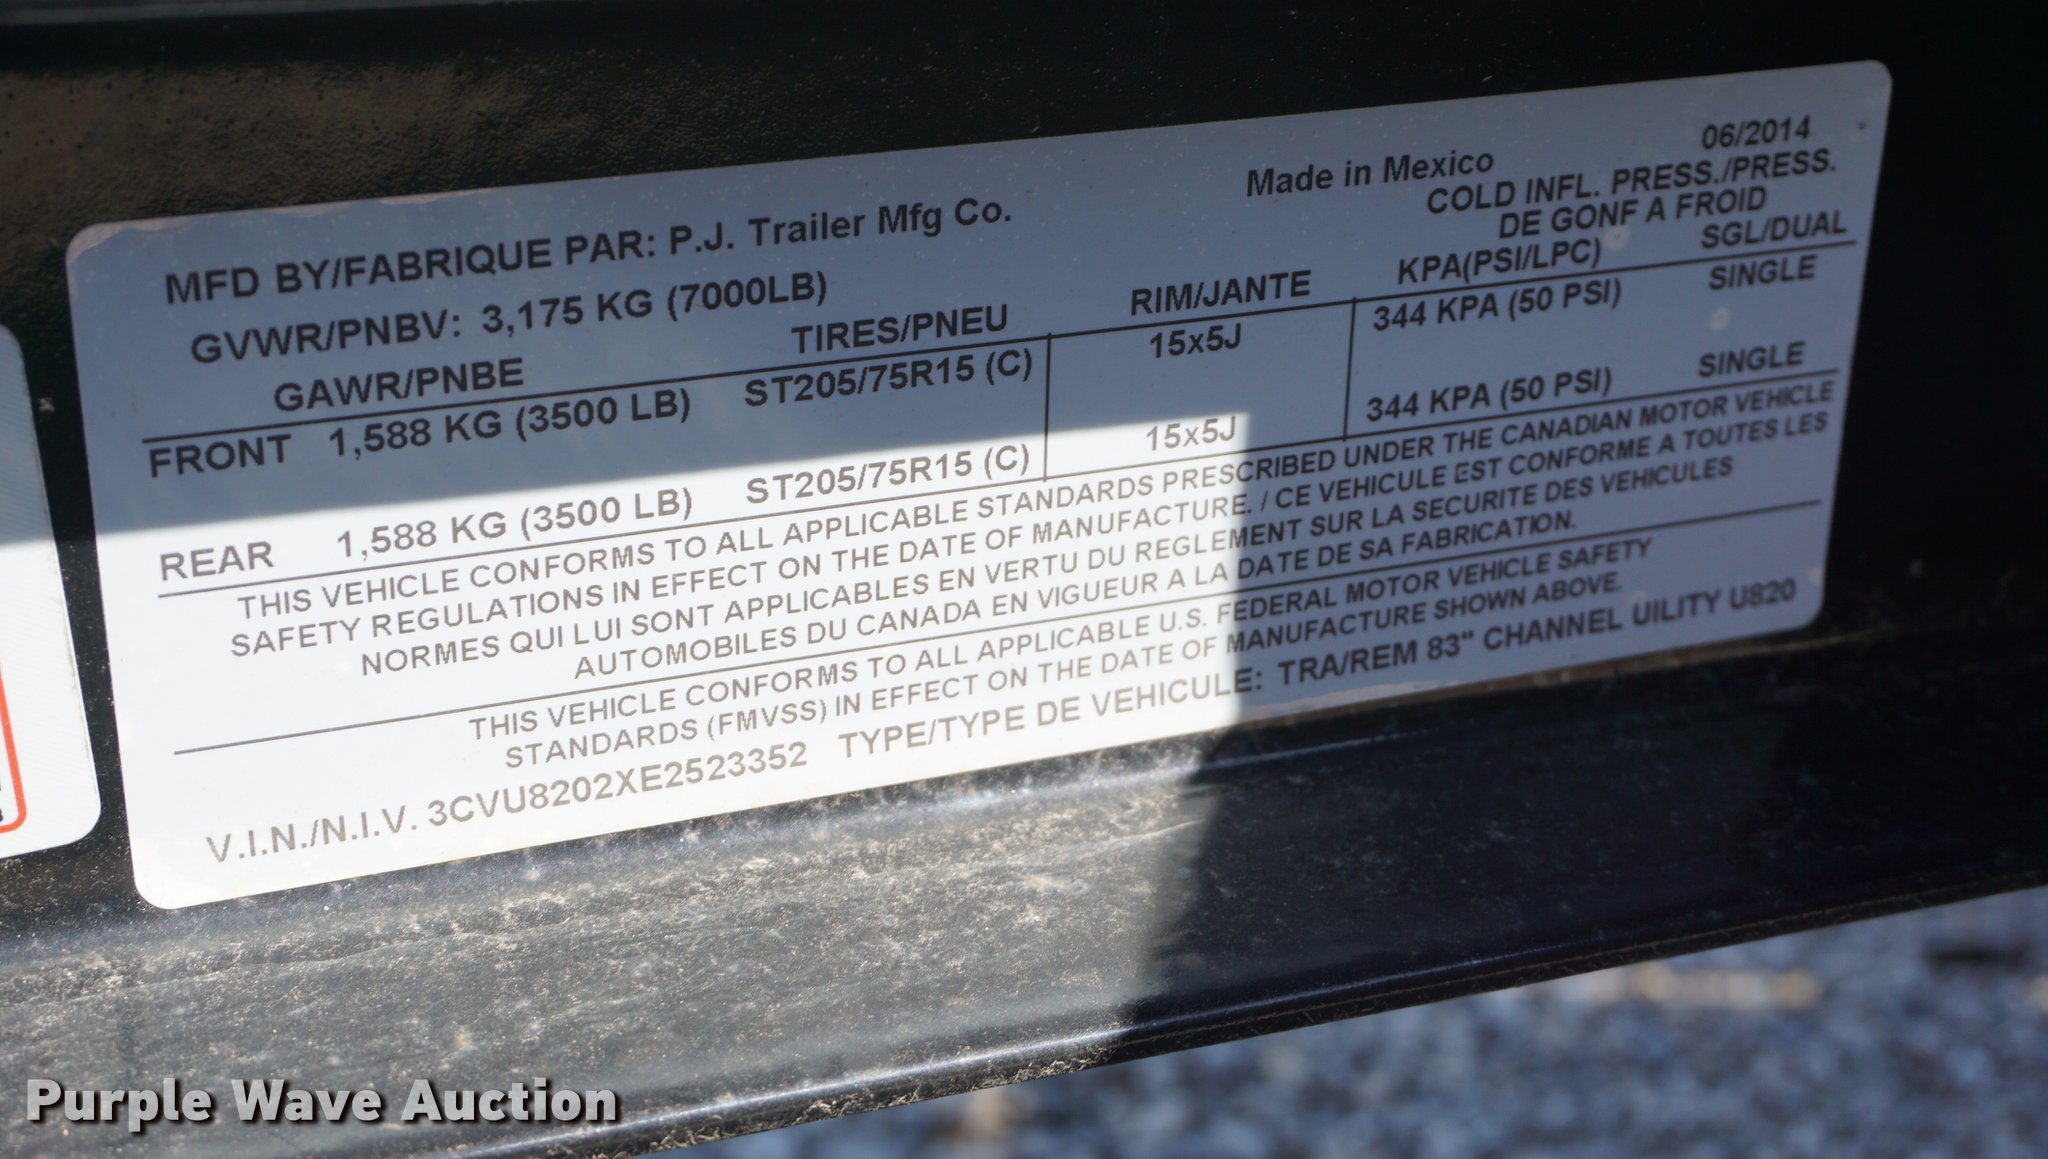 06/2014
MFD BY/FABRIQUE PAR: P.J. Trailer Mfg Co. Made in Mexico
COLD INFL. PRESS./PRESS.
DE GONF A FROID
GVWR/PNBV: 3,175 KG (7000LB)
GAWR/PNBE TIRES/PNEU RIM/JANTE KPA(PSI/LPC) SGL/DUAL
FRONT 1,588 KG (3500 LB) ST205/75R15 (C) 15x5J 344 KPA (50 PSI) SINGLE
REAR 1,588 KG (3500 LB) ST205/75R15 (C) 15x5J 344 KPA (50 PSI) SINGLE
THIS VEHICLE CONFORMS TO ALL APPLICABLE STANDARDS PRESCRIBED UNDER THE CANADIAN MOTOR VEHICLE
SAFETY REGULATIONS IN EFFECT ON THE DATE OF MANUFACTURE. / CE VEHICULE EST CONFORME A TOUTES LES
NORMES QUI LUI SONT APPLICABLES EN VERTU DU REGLEMENT SUR LA SECURITE DES VEHICULES
AUTOMOBILES DU CANADA EN VIGUEUR A LA DATE DE SA FABRICATION.
THIS VEHICLE CONFORMS TO ALL APPLICABLE U.S. FEDERAL MOTOR VEHICLE SAFETY
STANDARDS (FMVSS) IN EFFECT ON THE DATE OF MANUFACTURE SHOWN ABOVE.
V.I.N./N.I.V. 3CVU8202XE2523352 TYPE/TYPE DE VEHICULE: TRA/REM 83" CHANNEL UILITY U820
Purple Wave Auction